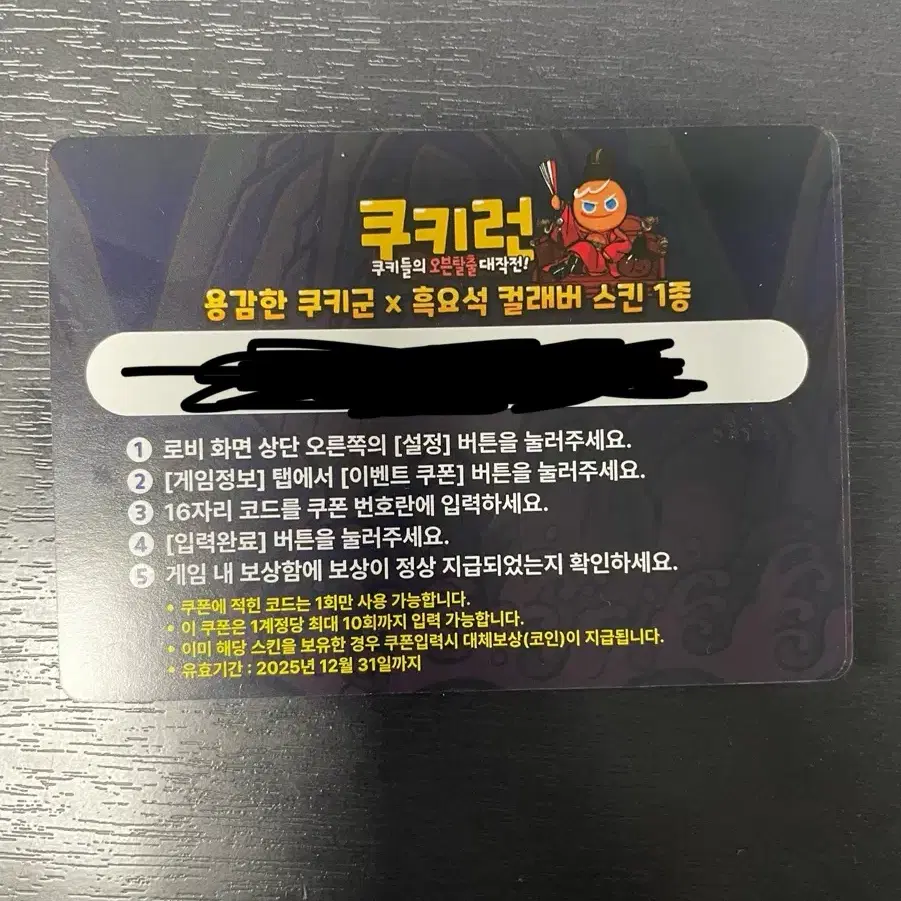 쿠키런
쿠키들의 오븐탈출 대작전!
용감한 쿠키군 x 흑요석 컬래버 스킨 1종
1 로비 화면 상단 오른쪽의 [설정] 버튼을 눌러주세요.
2 [게임정보] 탭에서 [이벤트 쿠폰] 버튼을 눌러주세요.
3 16자리 코드를 쿠폰 번호란에 입력하세요.
4 [입력완료] 버튼을 눌러주세요.
5 게임 내 보상함에 보상이 정상 지급되었는지 확인하세요.
• 쿠폰에 적힌 코드는 1회만 사용 가능합니다.
• 이 쿠폰은 1계정당 최대 10회까지 입력 가능합니다.
• 이미 해당 스킨을 보유한 경우 쿠폰입력시 대체보상(코인)이 지급됩니다.
• 유효기간 : 2025년 12월 31일까지